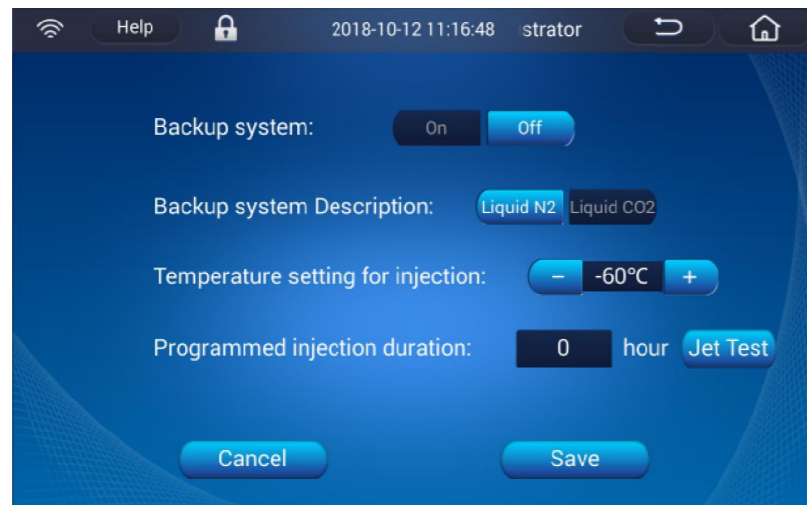 Help 2018-10-12 11:16:48 strator
Backup system: On Off
Backup system Description: Liquid N2 Liquid CO2
Temperature setting for injection: − -60℃ +
Programmed injection duration: 0 hour Jet Test
Cancel Save